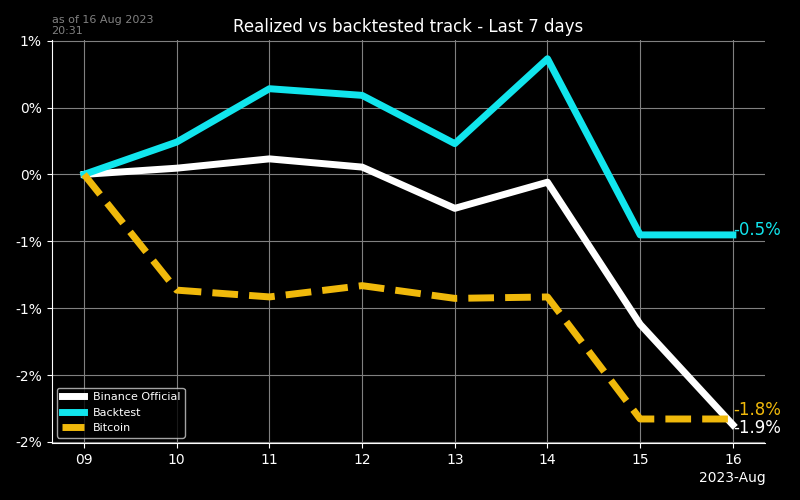 as of 16 Aug 2023
20:31
Realized vs backtested track - Last 7 days
1%
0%
0%
-1%
-1%
-2%
-2%
-0.5%
-1.8%
-1.9%
Binance Official
Backtest
Bitcoin
09 10 11 12 13 14 15 16
2023-Aug